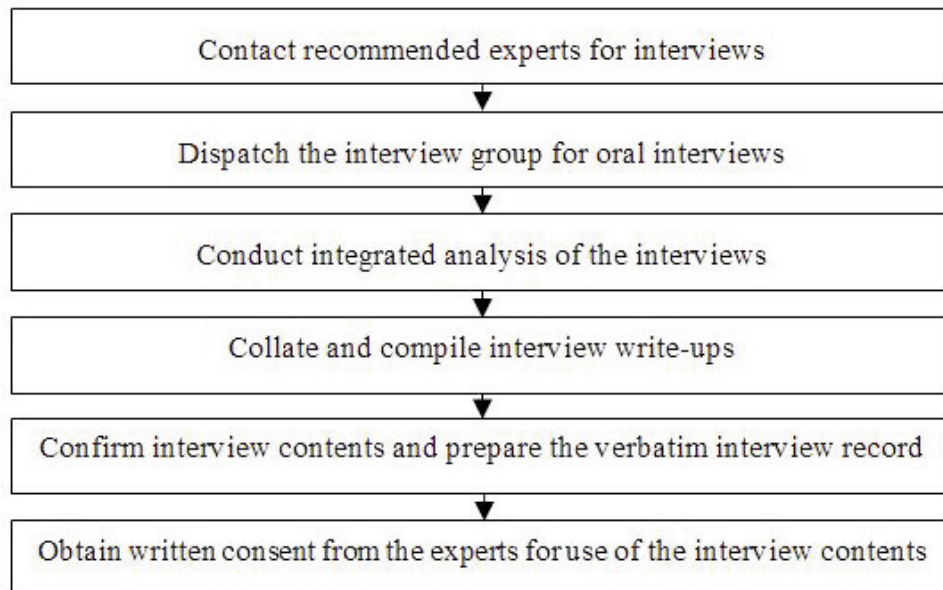 Contact recommended experts for interviews
Dispatch the interview group for oral interviews
Conduct integrated analysis of the interviews
Collate and compile interview write-ups
Confirm interview contents and prepare the verbatim interview record
Obtain written consent from the experts for use of the interview contents